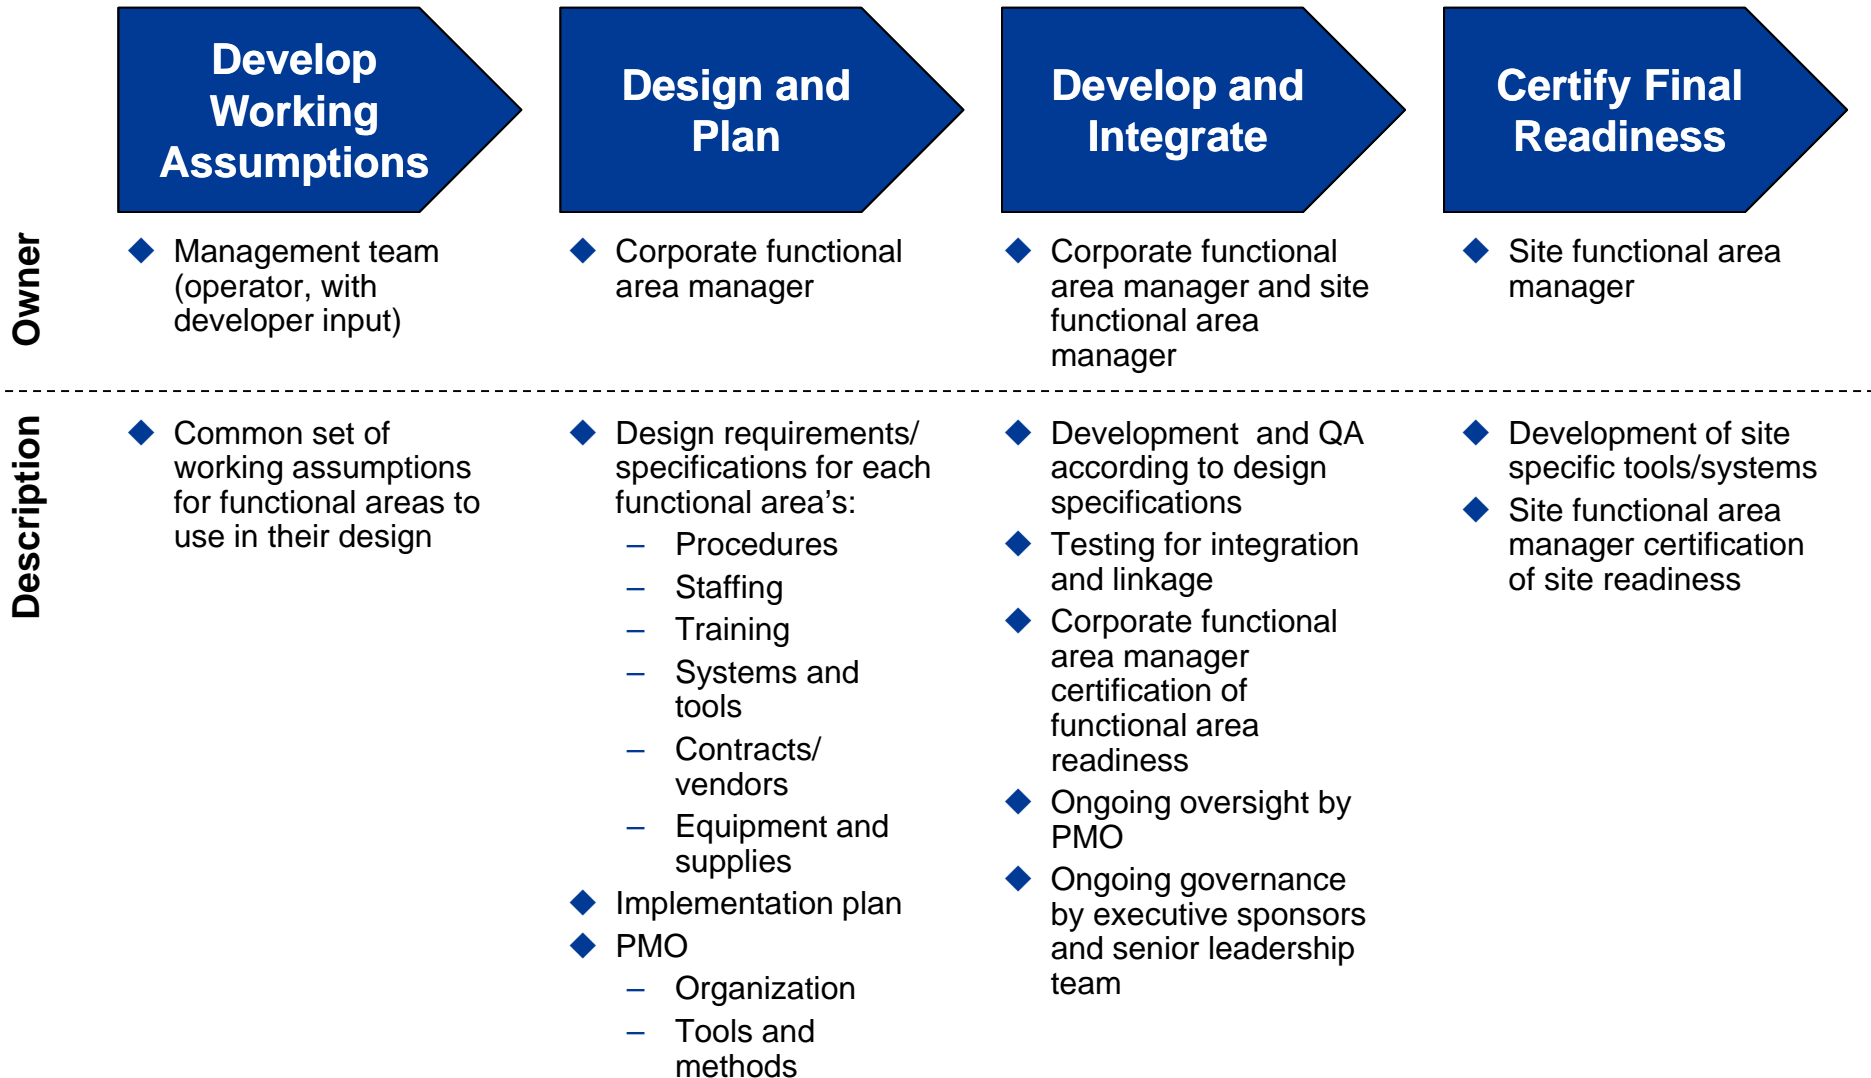 Develop
Working
Assumptions
Design and
Plan
Develop and
Integrate
Certify Final
Readiness
Owner
Management team
(operator, with
developer input)
Corporate functional
area manager
Corporate functional
area manager and site
functional area
manager
Site functional area
manager
Description
Common set of
working assumptions
for functional areas to
use in their design
Design requirements/
specifications for each
functional area’s:
– Procedures
– Staffing
– Training
– Systems and
tools
– Contracts/
vendors
– Equipment and
supplies
Implementation plan
PMO
– Organization
– Tools and
methods
Development  and QA
according to design
specifications
Testing for integration
and linkage
Corporate functional
area manager
certification of
functional area
readiness
Ongoing oversight by
PMO
Ongoing governance
by executive sponsors
and senior leadership
team
Development of site
specific tools/systems
Site functional area
manager certification
of site readiness